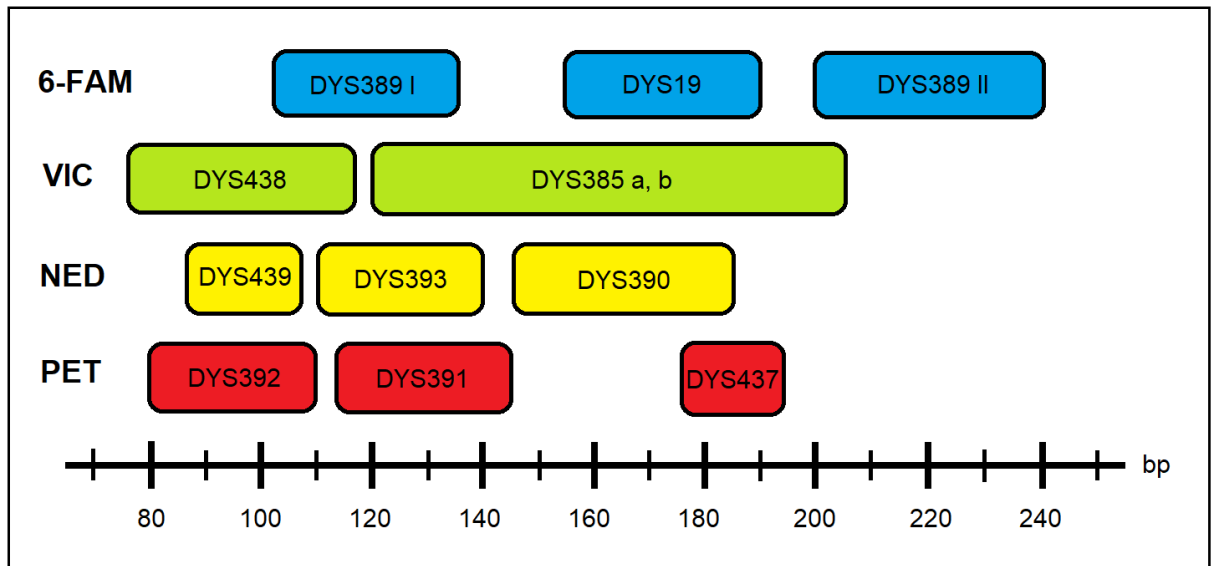 6-FAM DYS389 I DYS19 DYS389 II
VIC DYS438 DYS385 a, b
NED DYS439 DYS393 DYS390
PET DYS392 DYS391 DYS437
bp
80 100 120 140 160 180 200 220 240